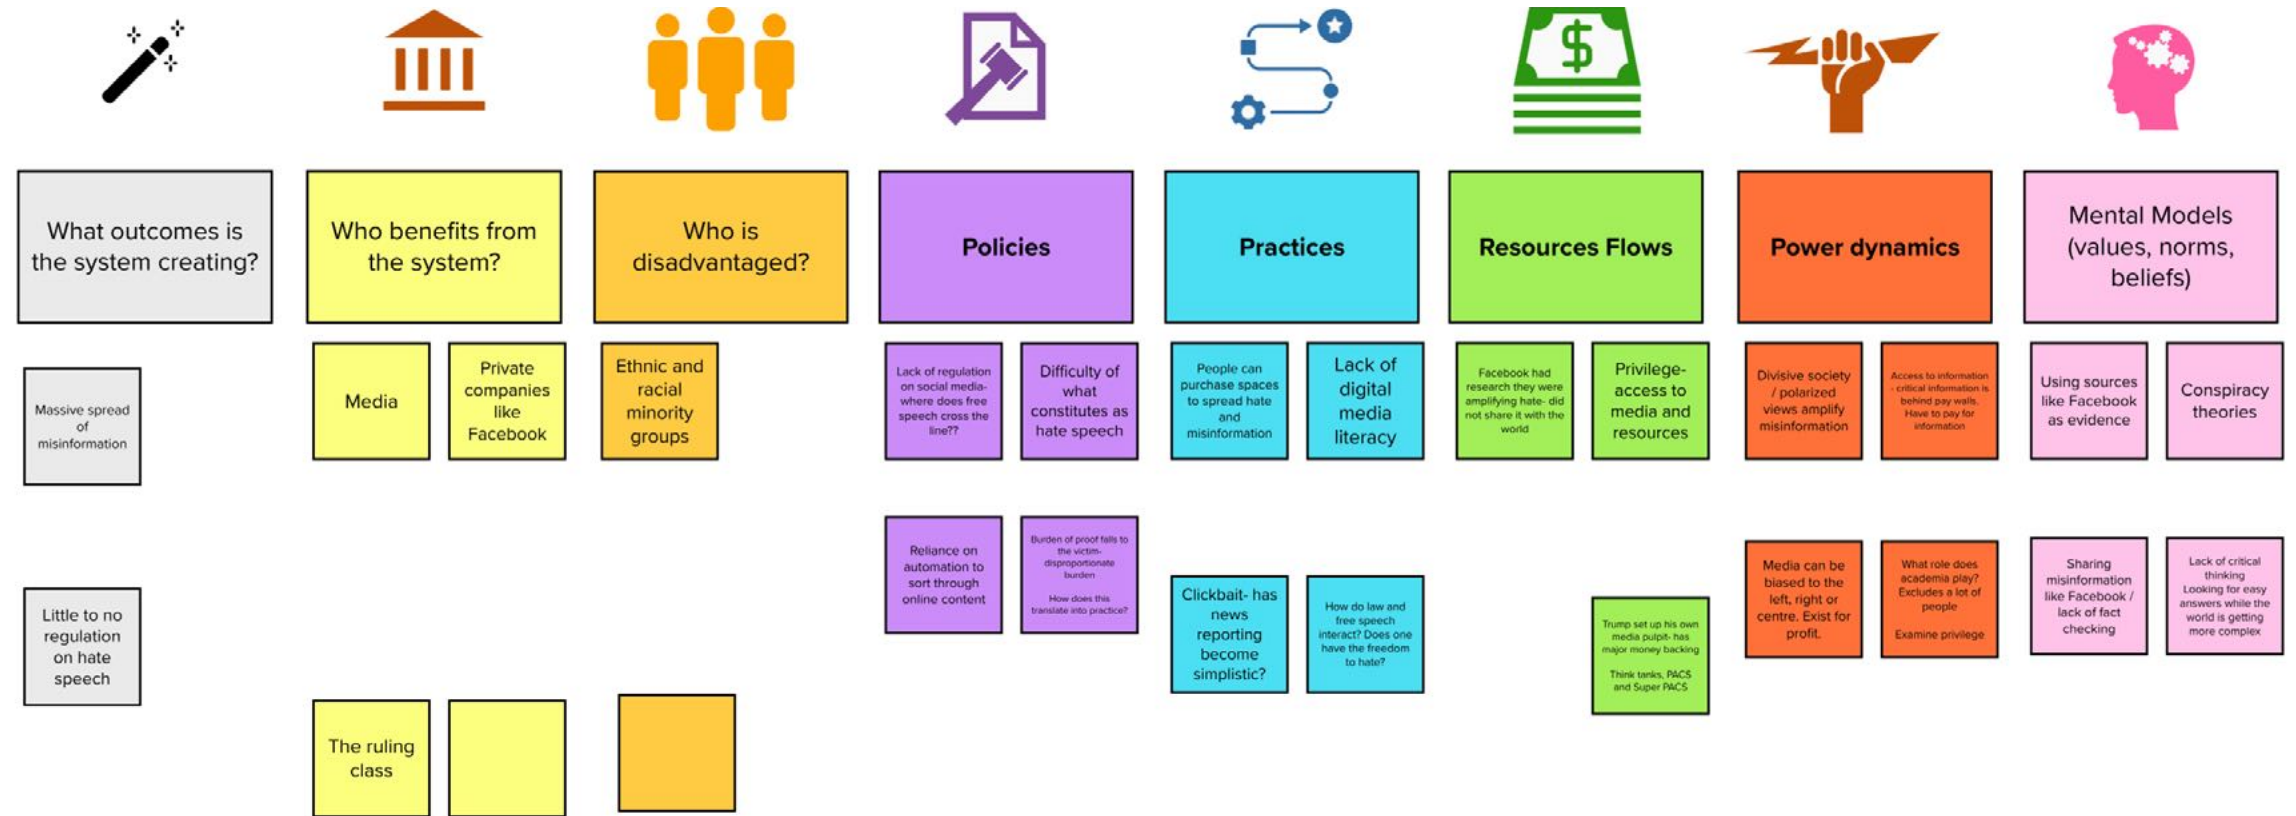 What outcomes is
the system creating?
Massive spread
of
misinformation
Little to no
regulation
on hate
speech
Who benefits from
the system?
Media
Private
companies
like
Facebook
The ruling
class
Who is
disadvantaged?
Ethnic and
racial
minority
groups
Policies
Lack of regulation
on social media-
where does free
speech cross the
line??
Difficulty of
what
constitutes as
hate speech
Reliance on
automation to
sort through
online content
Burden of proof falls to
the victim-
disproportionate
burden
How does this
translate into practice?
Practices
People can
purchase spaces
to spread hate
and
misinformation
Lack of
digital
media
literacy
Clickbait- has
news
reporting
become
simplistic?
How do law and
free speech
interact? Does one
have the freedom
to hate?
Resources Flows
Facebook had
research they were
amplifying hate- did
not share it with the
world
Privilege-
access to
media and
resources
Trump set up his own
media pulpit- has
major money backing
Think tanks, PACS
and Super PACS
Power dynamics
Divisive society
/ polarized
views amplify
misinformation
Access to information
- critical information is
behind pay walls.
Have to pay for
information
Media can be
biased to the
left, right or
centre. Exist for
profit.
What role does
academia play?
Excludes a lot of
people
Examine privilege
Mental Models
(values, norms,
beliefs)
Using sources
like Facebook
as evidence
Conspiracy
theories
Sharing
misinformation
like Facebook /
lack of fact
checking
Lack of critical
thinking
Looking for easy
answers while the
world is getting
more complex